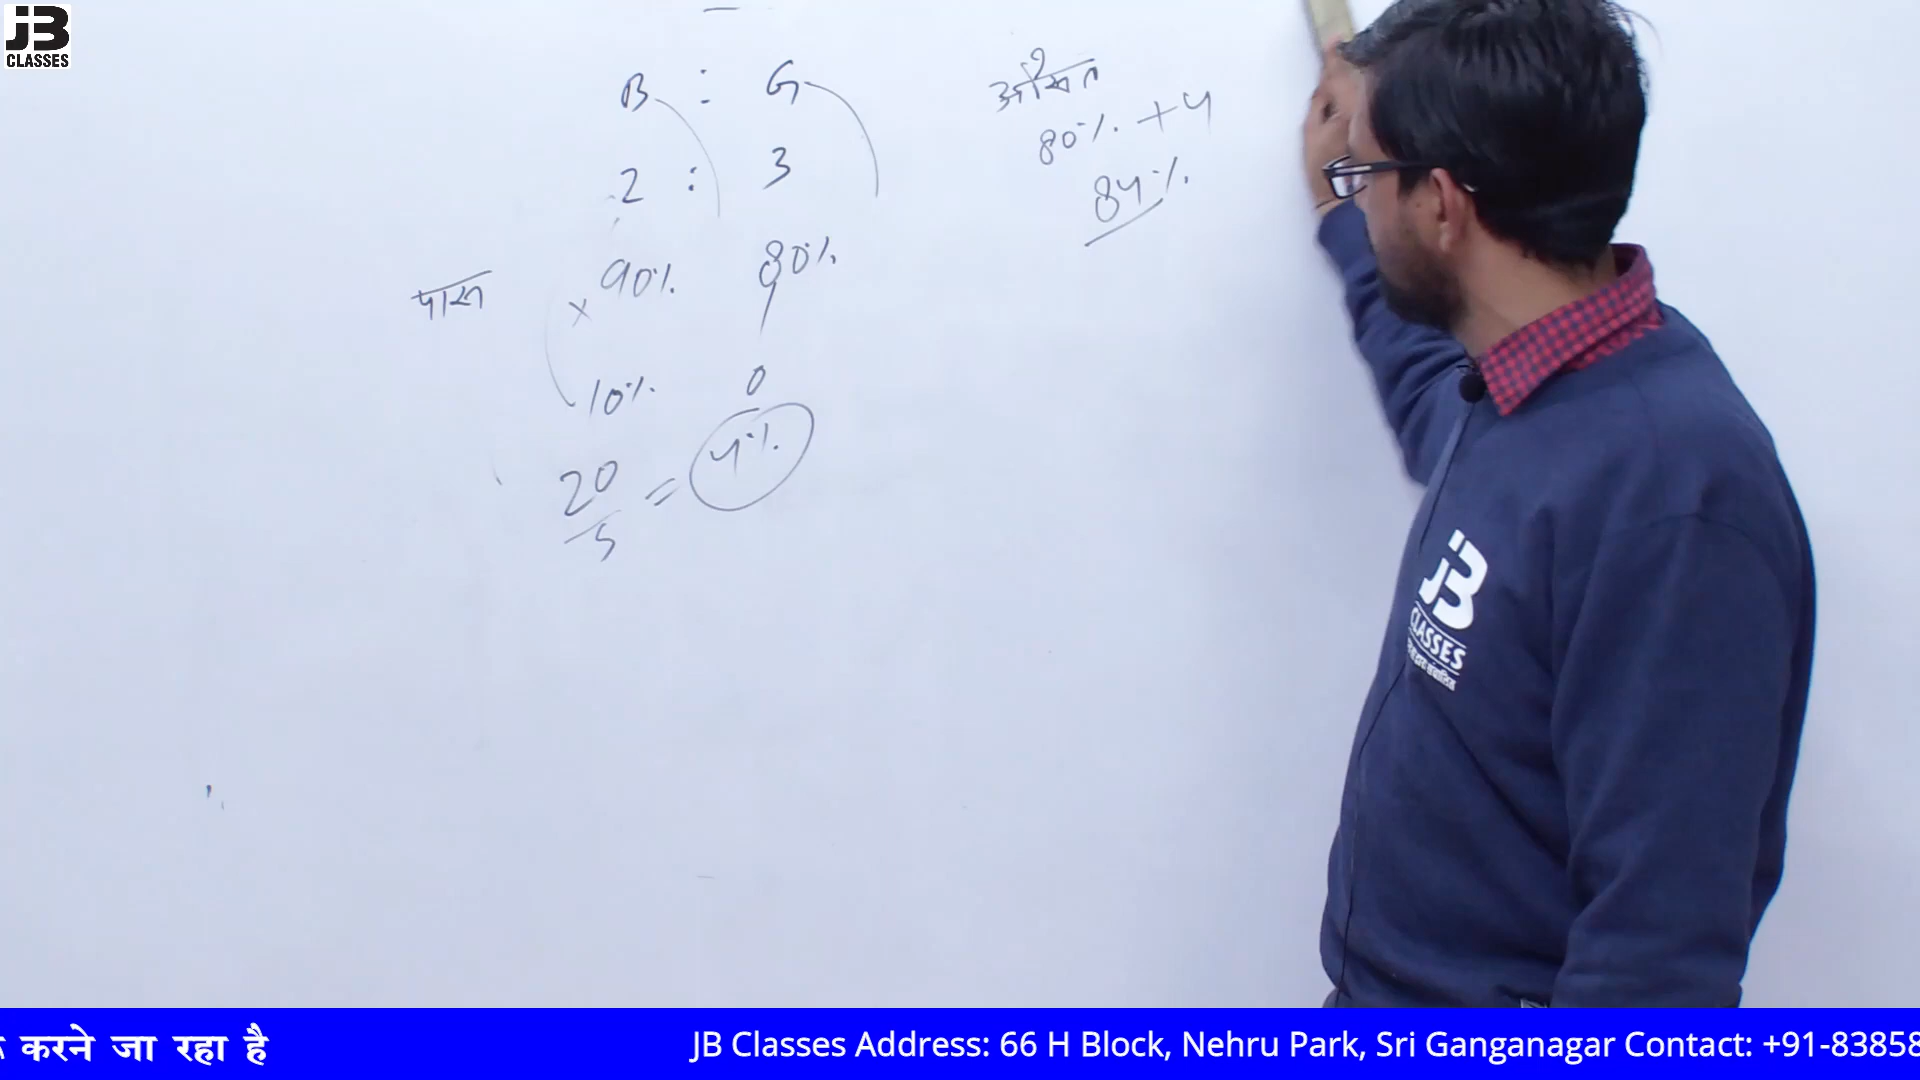 JB
CLASSES
B : G
2 : 3
पास × 90% 80%
10% 0
20/5 = 4%
औसत
80% + 4
84%
JB
CLASSES
करने जा रहा है
JB Classes Address: 66 H Block, Nehru Park, Sri Ganganagar Contact: +91-83858